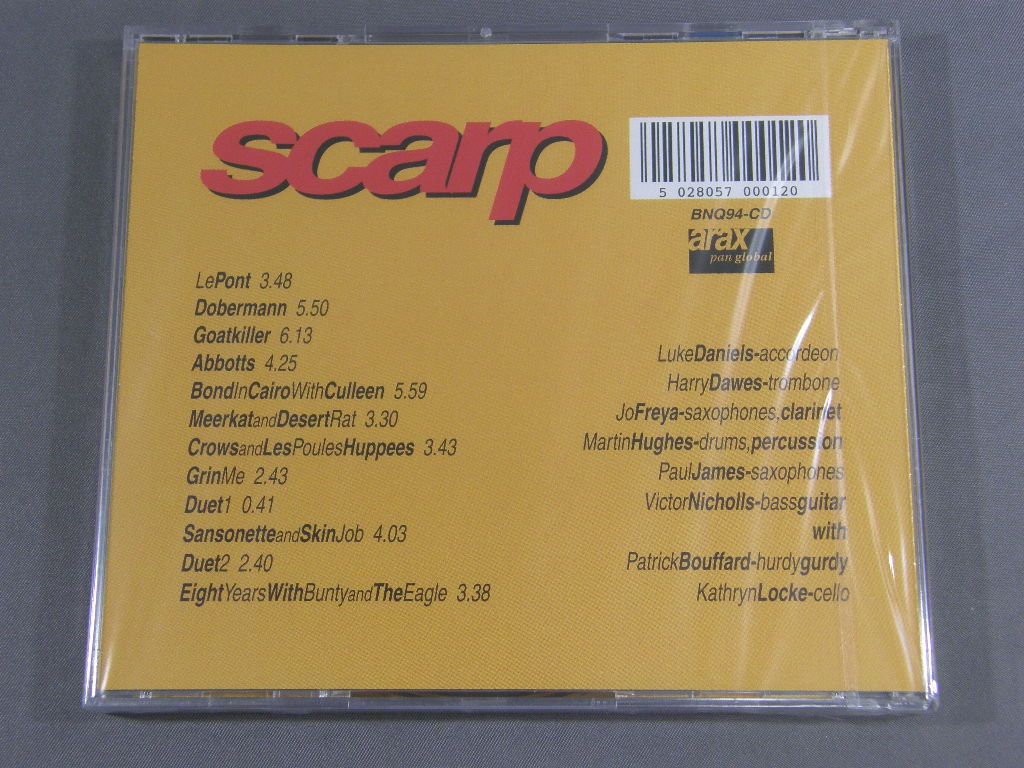 scarp
5 028057 000120
BNQ94-CD
arax
pan global
LePont 3.48
Dobermann 5.50
Goatkiller 6.13
Abbotts 4.25
BondInCairoWithCulleen 5.59
MeerkatandDesertRat 3.30
CrowsandLesPoulesHuppees 3.43
GrinMe 2.43
Duet1 0.41
SansonetteandSkinJob 4.03
Duet2 2.40
EightYearsWithBuntyandTheEagle 3.38
LukeDaniels-accordeon
HarryDawes-trombone
JoFreya-saxophones,clarinet
MartinHughes-drums,percussion
PaulJames-saxophones
VictorNicholls-bassguitar
with
PatrickBouffard-hurdygurdy
KathrynLocke-cello